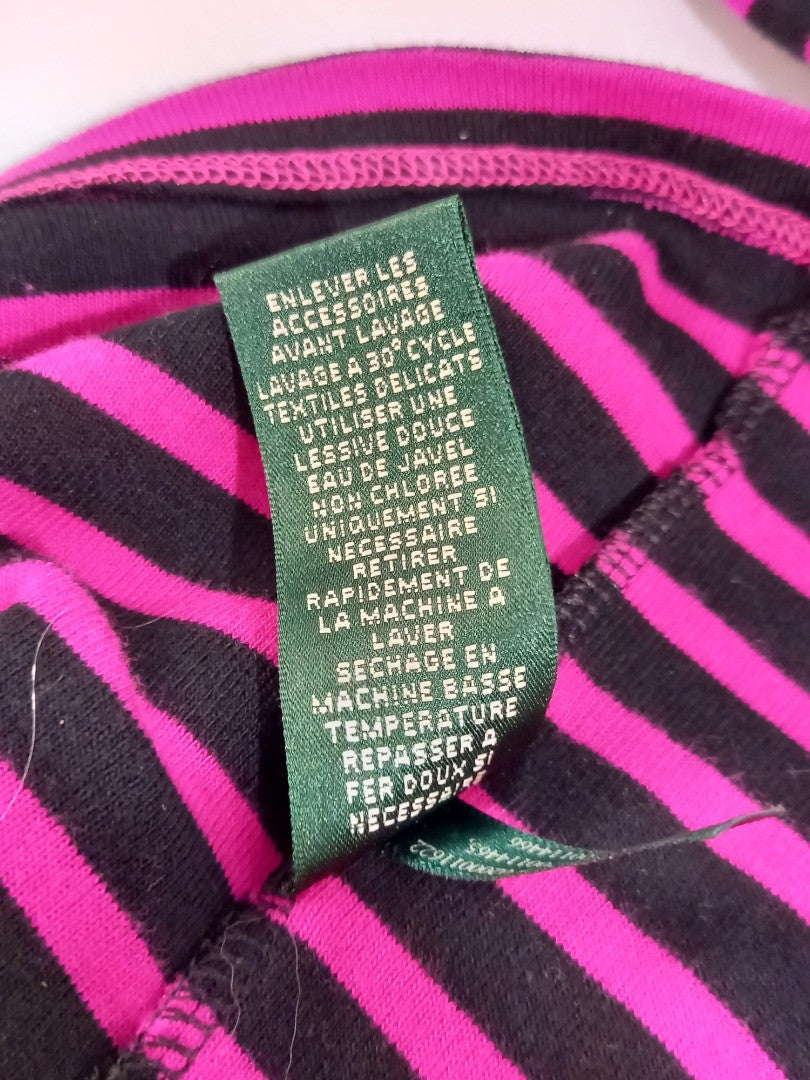 ENLEVER LES
ACCESSOIRES
AVANT LAVAGE
LAVAGE A 30° CYCLE
TEXTILES DELICATS
UTILISER UNE
LESSIVE DOUCE
EAU DE JAVEL
NON CHLOREE
UNIQUEMENT SI
NECESSAIRE
RETIRER
RAPIDEMENT DE
LA MACHINE A
LAVER
SECHAGE EN
MACHINE BASSE
TEMPERATURE
REPASSER A
FER DOUX SI